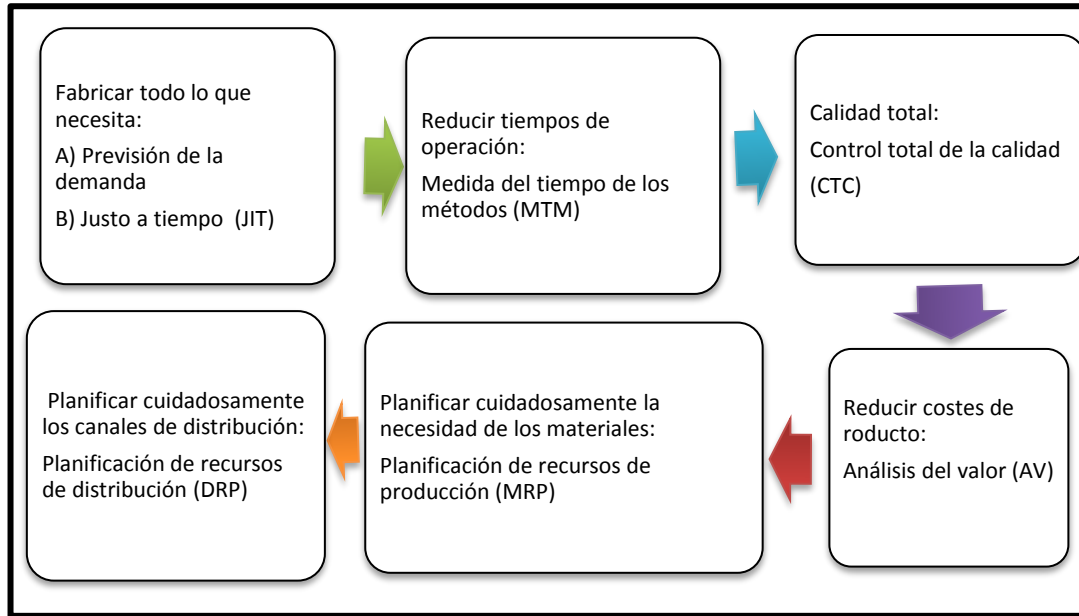 Fabricar todo lo que
necesita:
A) Previsión de la
demanda
B) Justo a tiempo (JIT)
Reducir tiempos de
operación:
Medida del tiempo de los
métodos (MTM)
Calidad total:
Control total de la calidad
(CTC)
Reducir costes de
roducto:
Análisis del valor (AV)
Planificar cuidadosamente la
necesidad de los materiales:
Planificación de recursos de
producción (MRP)
Planificar cuidadosamente
los canales de distribución:
Planificación de recursos
de distribución (DRP)